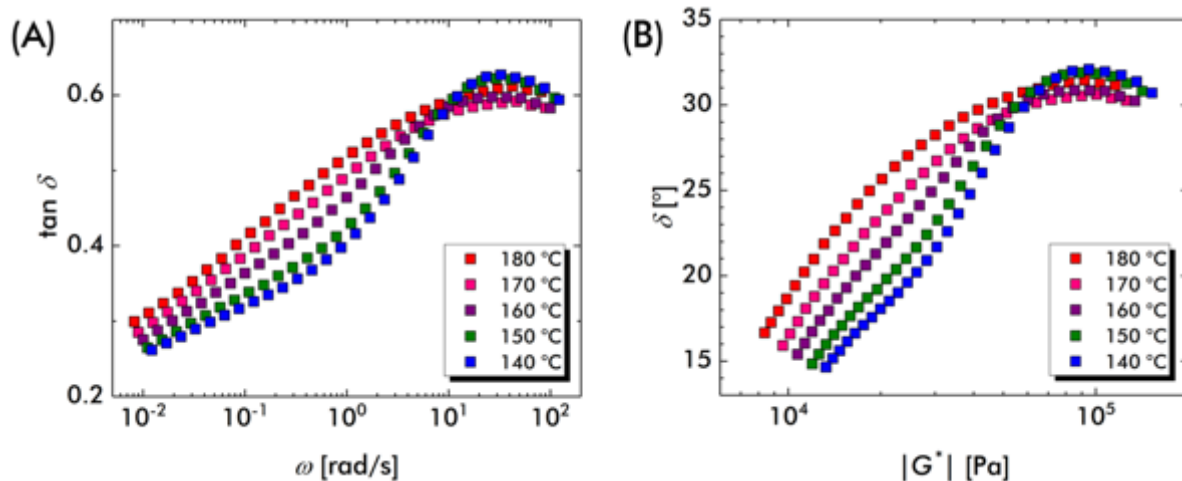 (A)
tan δ
0.6
0.4
0.2
10⁻² 10⁻¹ 10⁰ 10¹ 10²
ω [rad/s]
180 °C
170 °C
160 °C
150 °C
140 °C
(B)
δ [°]
35
30
25
20
15
10⁴ 10⁵
|G*| [Pa]
180 °C
170 °C
160 °C
150 °C
140 °C